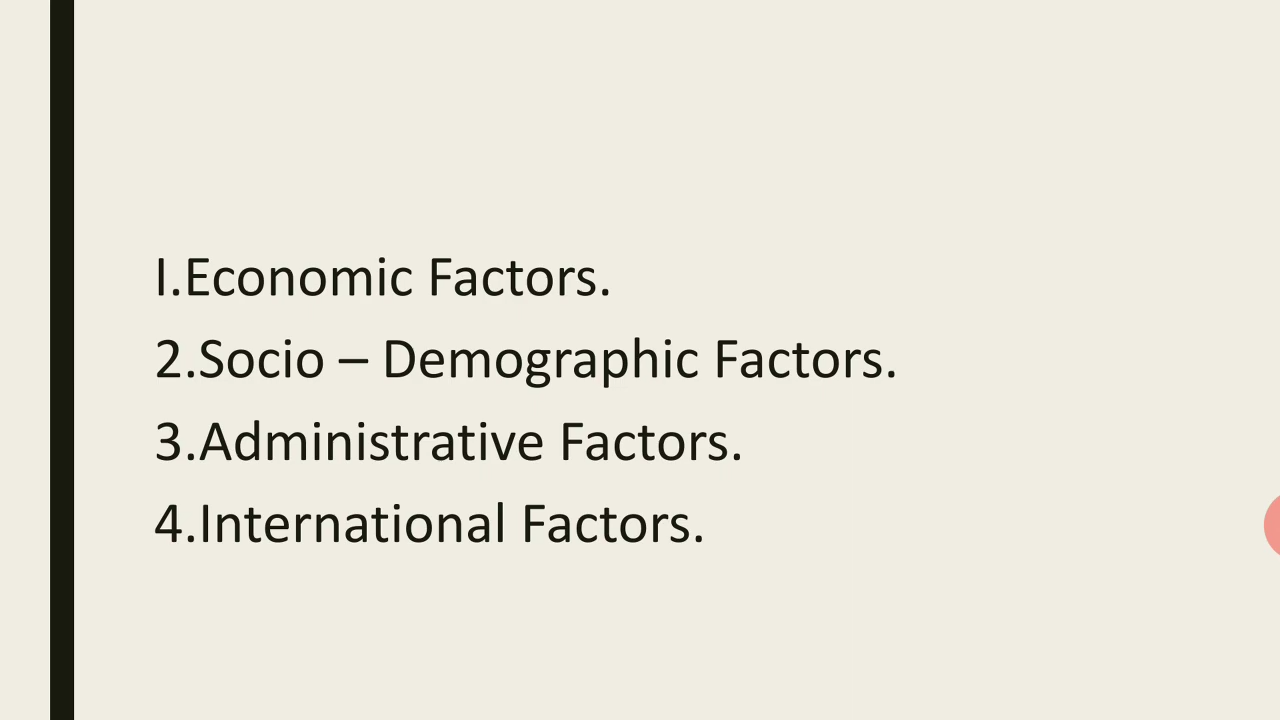 I.Economic Factors.
2.Socio – Demographic Factors.
3.Administrative Factors.
4.International Factors.